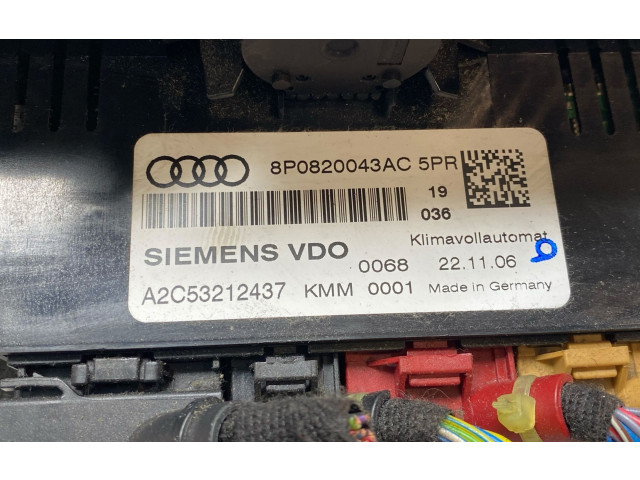 8P0820043AC 5PR
19
036
SIEMENS VDO
Klimavollautomat
0068 22.11.06
A2C53212437 KMM 0001 Made in Germany